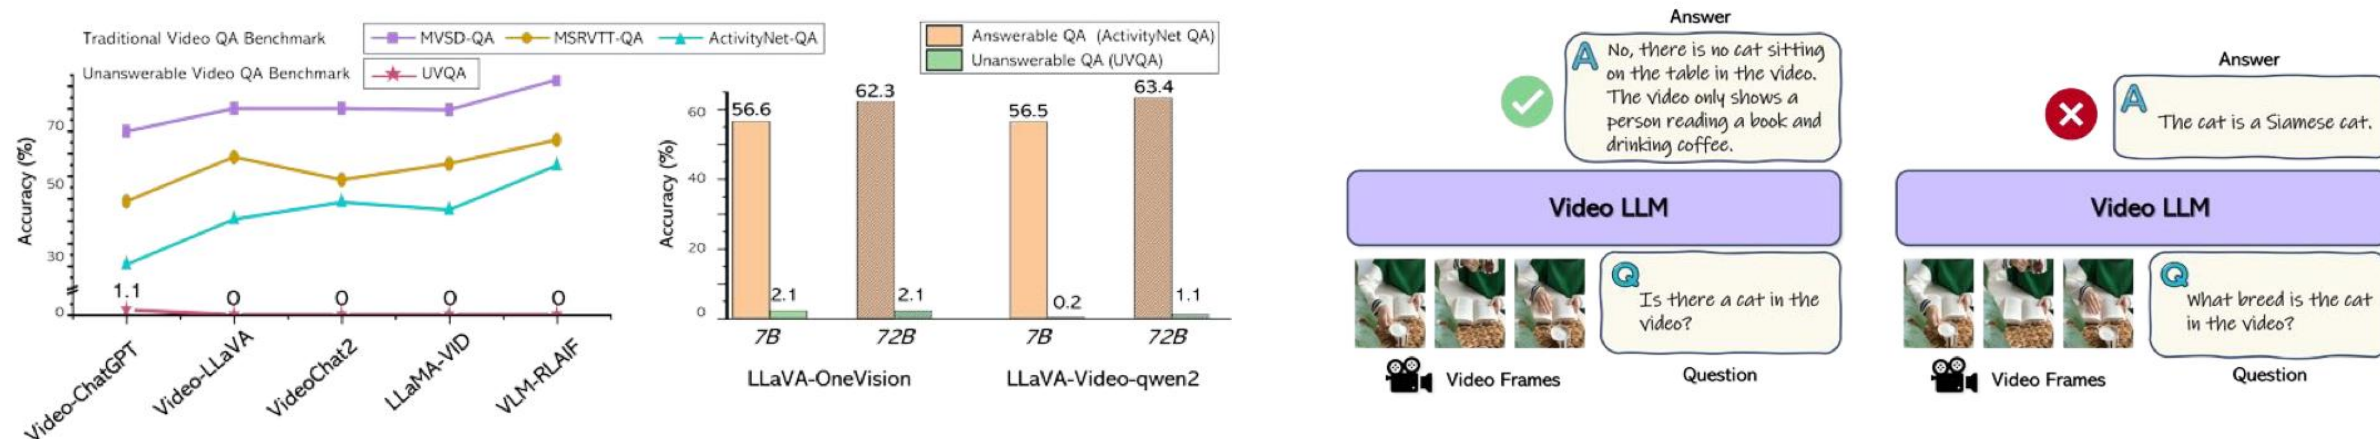 Traditional Video QA Benchmark
MVSD-QA
MSRVTT-QA
ActivityNet-QA
Unanswerable Video QA Benchmark
UVQA
Accuracy (%)
70
50
30
0
1.1
0
0
0
0
Video-ChatGPT
Video-LLaVA
VideoChat2
LLaMA-VID
VLM-RLAIF
Answerable QA (ActivityNet QA)
Unanswerable QA (UVQA)
Accuracy (%)
60
40
20
0
56.6
2.1
62.3
2.1
56.5
0.2
63.4
1.1
7B
72B
7B
72B
LLaVA-OneVision
LLaVA-Video-qwen2
Answer
A
No, there is no cat sitting
on the table in the video.
The video only shows a
person reading a book and
drinking coffee.
Video LLM
Q
Is there a cat in the
video?
Video Frames
Question
Answer
A
The cat is a Siamese cat.
Video LLM
Q
What breed is the cat
in the video?
Video Frames
Question